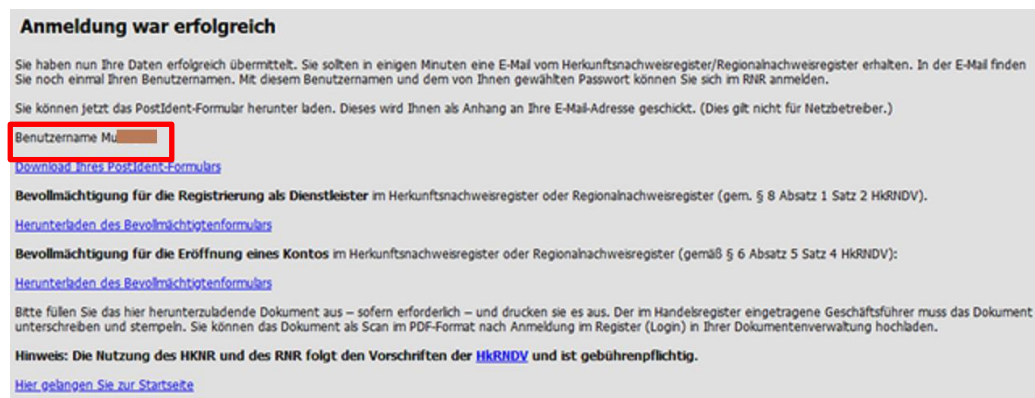 Anmeldung war erfolgreich
Sie haben nun Ihre Daten erfolgreich übermittelt. Sie sollten in einigen Minuten eine E-Mail vom Herkunftsnachweisregister/Regionalnachweisregister erhalten. In der E-Mail finden
Sie noch einmal Ihren Benutzernamen. Mit diesem Benutzernamen und dem von Ihnen gewählten Passwort können Sie sich im RNR anmelden.
Sie können jetzt das PostIdent-Formular herunter laden. Dieses wird Ihnen als Anhang an Ihre E-Mail-Adresse geschickt. (Dies gilt nicht für Netzbetreiber.)
Benutzername Mu
Download Ihres PostIdent-Formulars
Bevollmächtigung für die Registrierung als Dienstleister im Herkunftsnachweisregister oder Regionalnachweisregister (gem. § 8 Absatz 1 Satz 2 HkRNDV).
Herunterladen des Bevollmächtigtenformulars
Bevollmächtigung für die Eröffnung eines Kontos im Herkunftsnachweisregister oder Regionalnachweisregister (gemäß § 6 Absatz 5 Satz 4 HkRNDV):
Herunterladen des Bevollmächtigtenformulars
Bitte füllen Sie das hier herunterzuladende Dokument aus – sofern erforderlich – und drucken sie es aus. Der im Handelsregister eingetragene Geschäftsführer muss das Dokument
unterschreiben und stempeln. Sie können das Dokument als Scan im PDF-Format nach Anmeldung im Register (Login) in Ihrer Dokumentenverwaltung hochladen.
Hinweis: Die Nutzung des HKNR und des RNR folgt den Vorschriften der HkRNDV und ist gebührenpflichtig.
Hier gelangen Sie zur Startseite